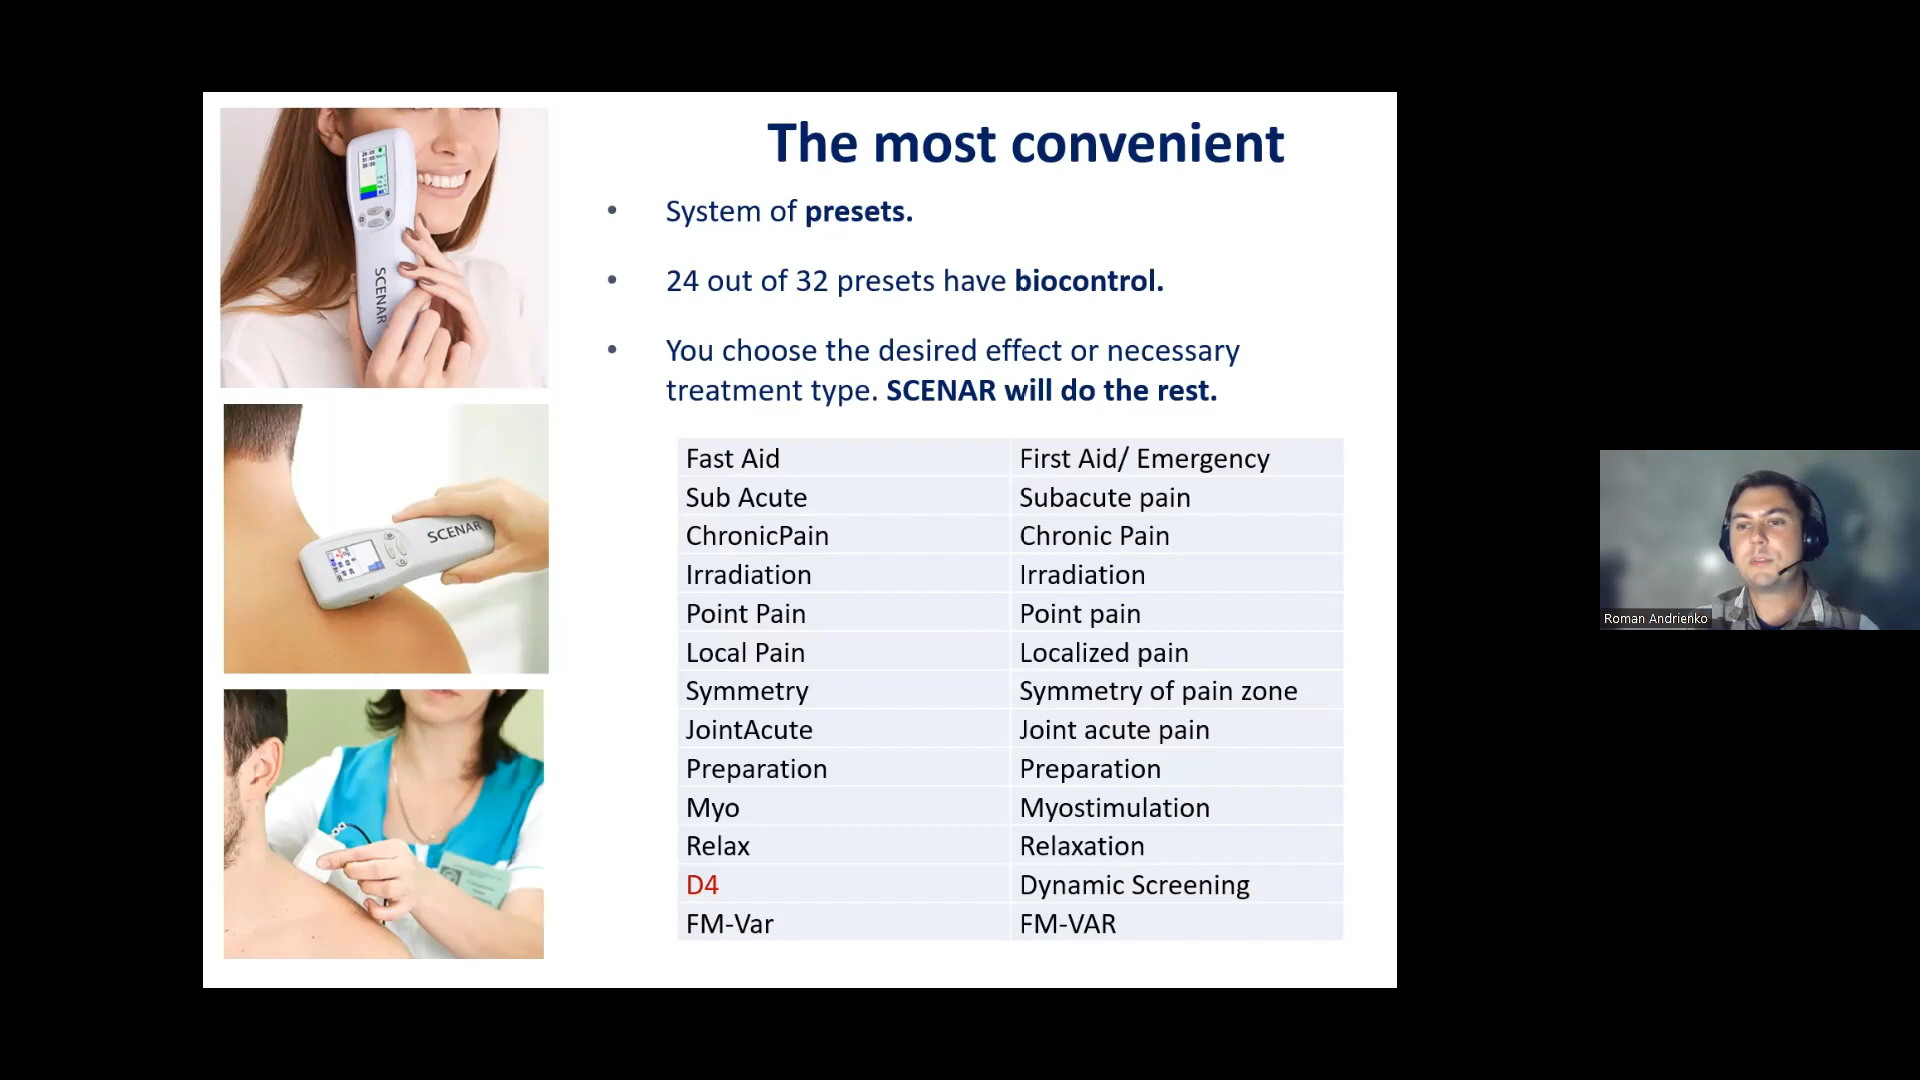 The most convenient
• System of presets.
• 24 out of 32 presets have biocontrol.
• You choose the desired effect or necessary
treatment type. SCENAR will do the rest.
Fast Aid First Aid/ Emergency
Sub Acute Subacute pain
ChronicPain Chronic Pain
Irradiation Irradiation
Point Pain Point pain
Local Pain Localized pain
Symmetry Symmetry of pain zone
JointAcute Joint acute pain
Preparation Preparation
Myo Myostimulation
Relax Relaxation
D4 Dynamic Screening
FM-Var FM-VAR
SCENAR
SCENAR
Roman Andrienko